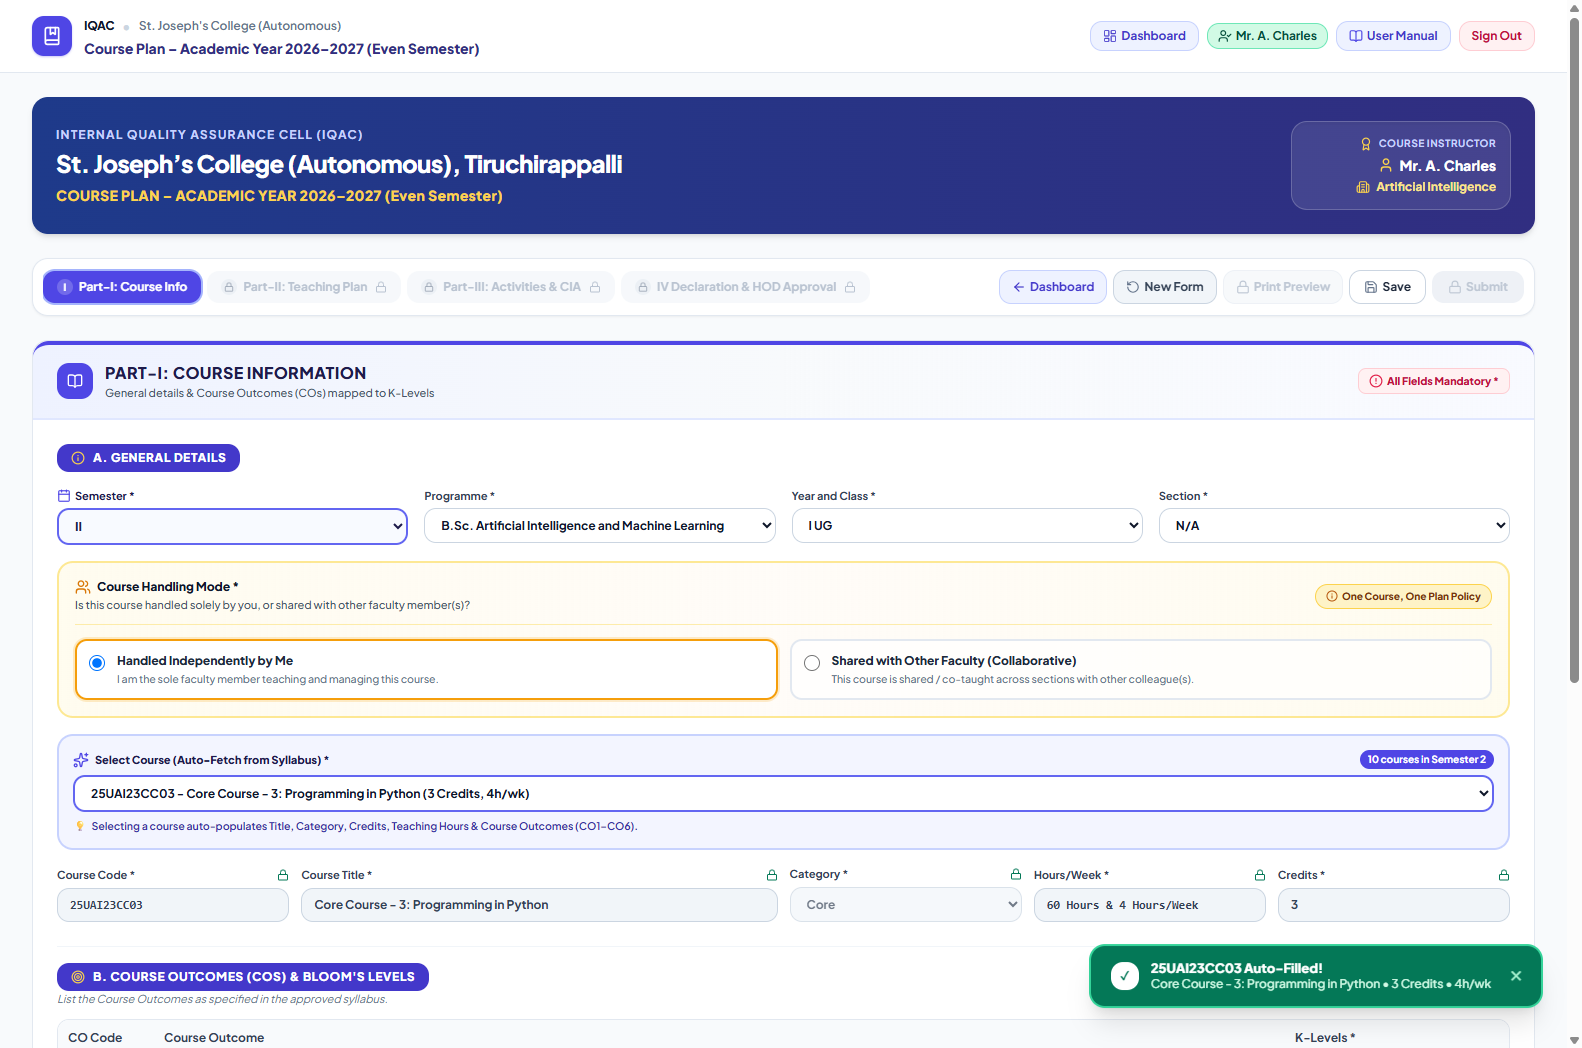 IQAC St. Joseph's College (Autonomous)
Course Plan – Academic Year 2026–2027 (Even Semester)
Dashboard
Mr. A. Charles
User Manual
Sign Out
INTERNAL QUALITY ASSURANCE CELL (IQAC)
St. Joseph's College (Autonomous), Tiruchirappalli
COURSE PLAN – ACADEMIC YEAR 2026–2027 (Even Semester)
COURSE INSTRUCTOR
Mr. A. Charles
Artificial Intelligence
I Part-I: Course Info
Part-II: Teaching Plan
Part-III: Activities & CIA
IV Declaration & HOD Approval
← Dashboard
New Form
Print Preview
Save
Submit
PART-I: COURSE INFORMATION
General details & Course Outcomes (COs) mapped to K-Levels
All Fields Mandatory *
A. GENERAL DETAILS
Semester *
Programme *
Year and Class *
Section *
II
B.Sc. Artificial Intelligence and Machine Learning
I UG
N/A
Course Handling Mode *
Is this course handled solely by you, or shared with other faculty member(s)?
One Course, One Plan Policy
Handled Independently by Me
I am the sole faculty member teaching and managing this course.
Shared with Other Faculty (Collaborative)
This course is shared / co-taught across sections with other colleague(s).
Select Course (Auto-Fetch from Syllabus) *
10 courses in Semester 2
25UAI23CC03 - Core Course - 3: Programming in Python (3 Credits, 4h/wk)
Selecting a course auto-populates Title, Category, Credits, Teaching Hours & Course Outcomes (CO1–CO6).
Course Code *
Course Title *
Category *
Hours/Week *
Credits *
25UAI23CC03
Core Course - 3: Programming in Python
Core
60 Hours & 4 Hours/Week
3
B. COURSE OUTCOMES (COS) & BLOOM'S LEVELS
List the Course Outcomes as specified in the approved syllabus.
25UAI23CC03 Auto-Filled!
Core Course - 3: Programming in Python • 3 Credits • 4h/wk
CO Code
Course Outcome
K-Levels *